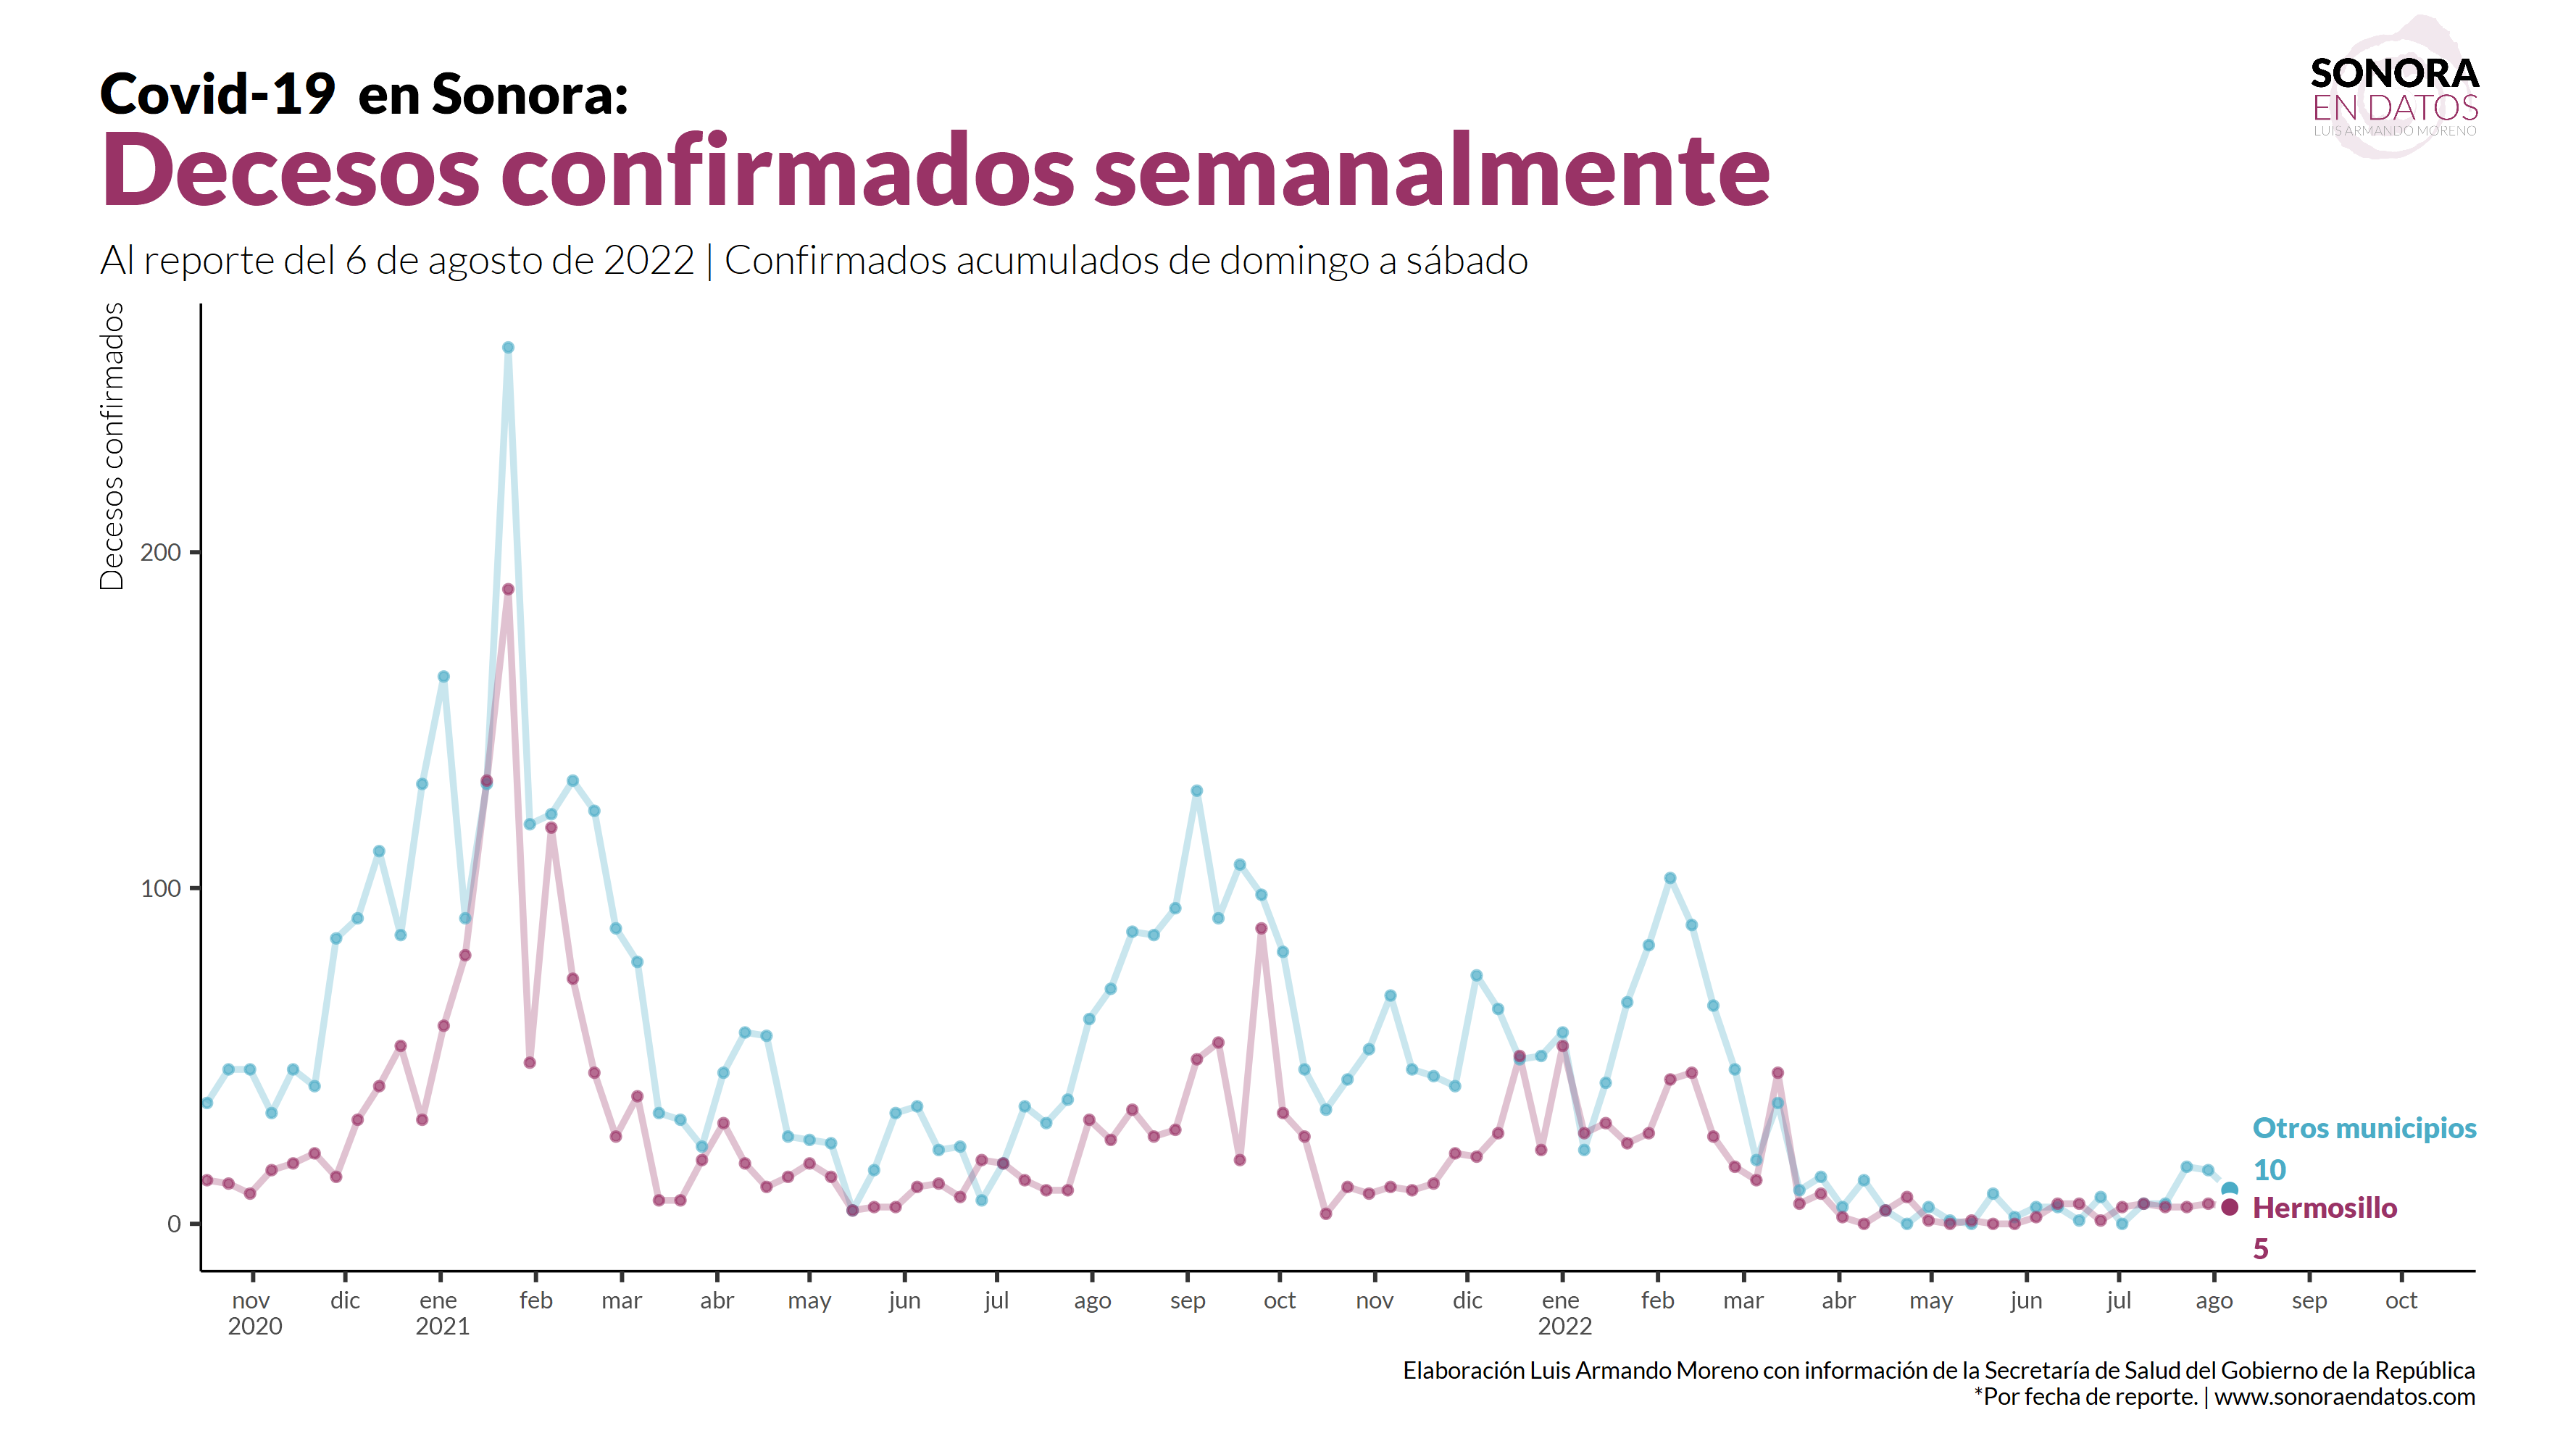 Covid-19 en Sonora:
SONORA
EN DATOS
LUIS ARMANDO MORENO
Decesos confirmados semanalmente
Al reporte del 6 de agosto de 2022 | Confirmados acumulados de domingo a sábado
Decesos confirmados
200
100
0
Otros municipios
10
Hermosillo
5
nov dic ene feb mar abr may jun jul ago sep oct nov dic ene feb mar abr may jun jul ago sep oct
2020 2021 2022
Elaboración Luis Armando Moreno con información de la Secretaría de Salud del Gobierno de la República
*Por fecha de reporte. | www.sonoraendatos.com